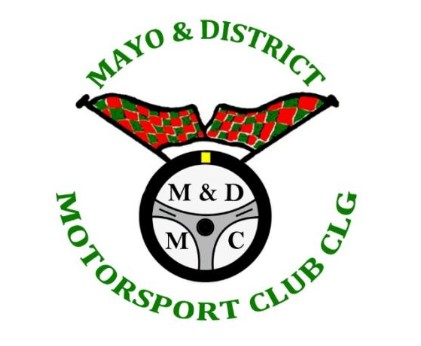 MAYO & DISTRICT
M & D
M C
MOTORSPORT CLUB CLG